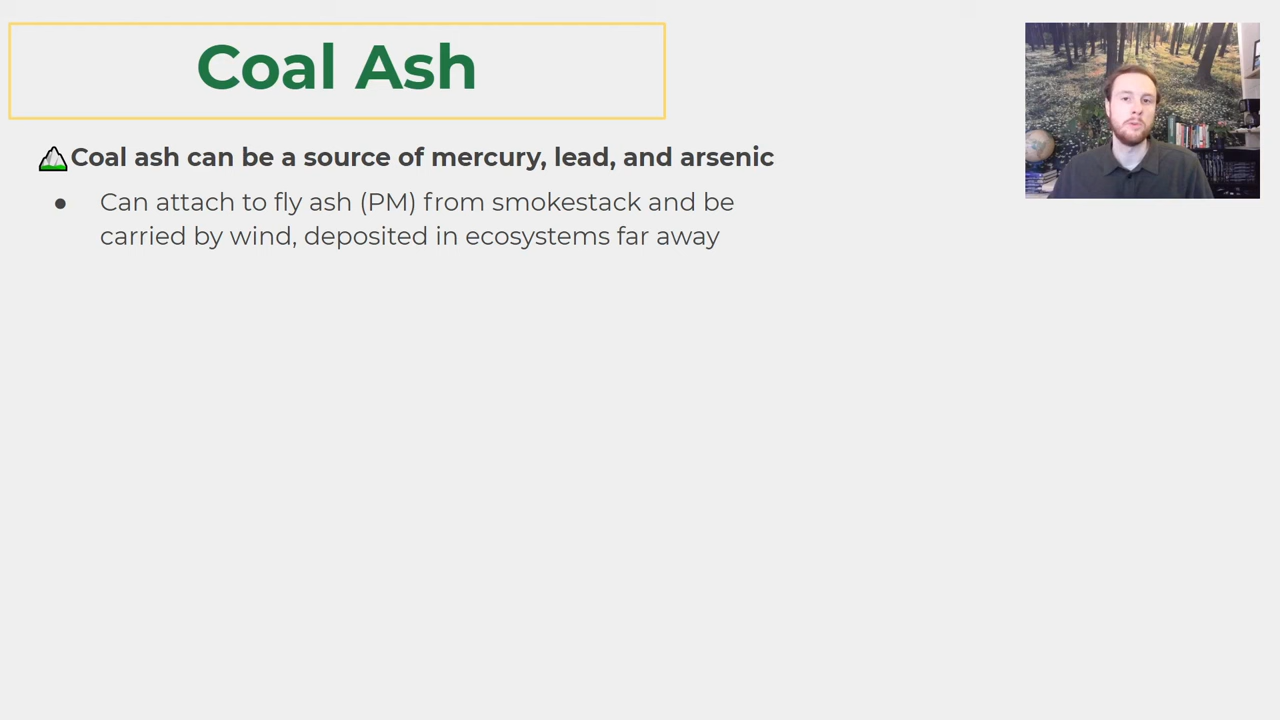 Coal Ash
Coal ash can be a source of mercury, lead, and arsenic
● Can attach to fly ash (PM) from smokestack and be
carried by wind, deposited in ecosystems far away